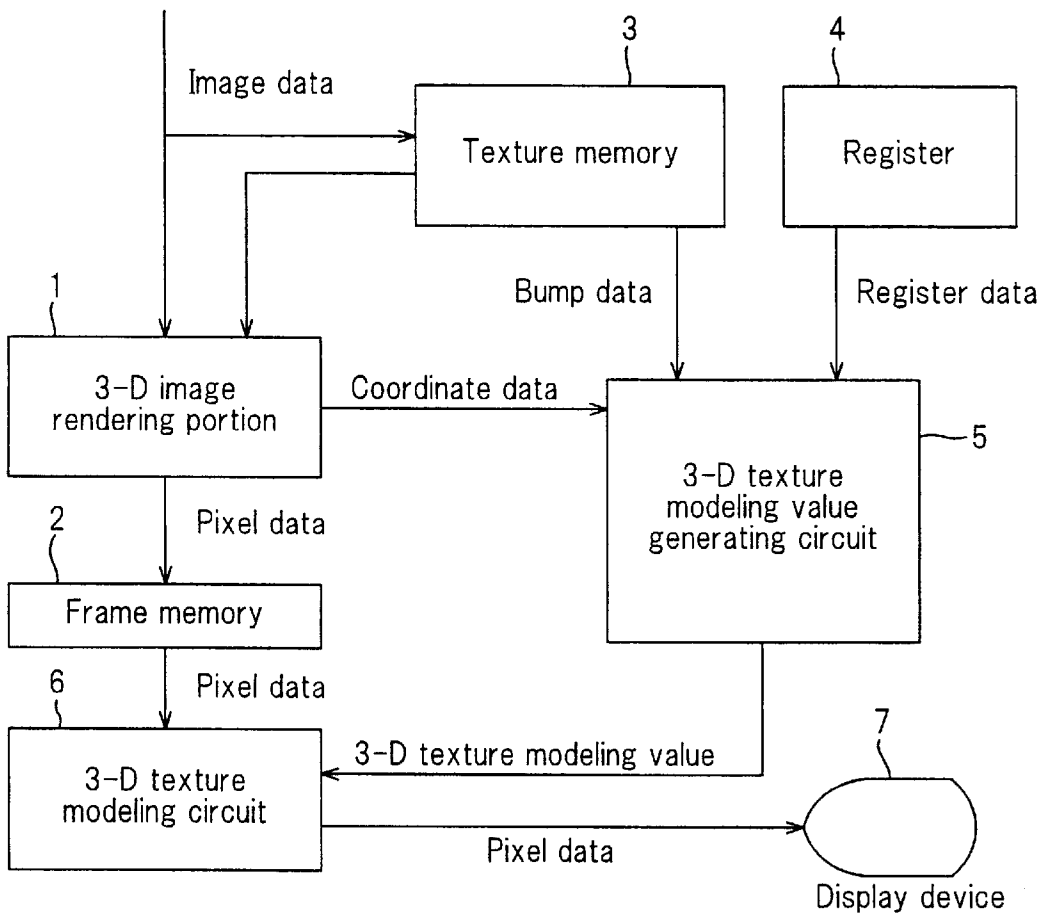 3
4
Image data
Texture memory
Register
1
Bump data
Register data
3-D image
rendering portion
Coordinate data
5
3-D texture
modeling value
generating circuit
2
Pixel data
Frame memory
6
Pixel data
3-D texture modeling value
7
3-D texture
modeling circuit
Pixel data
Display device